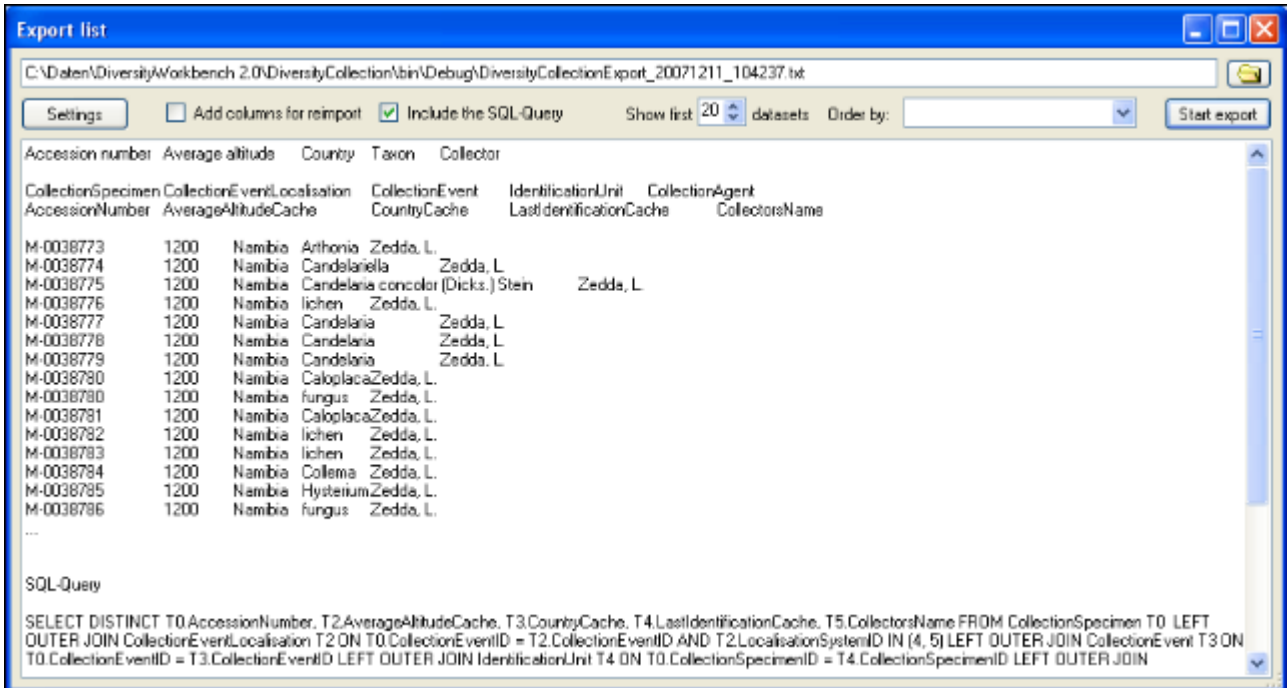 Export list
C:\Daten\DiversityWorkbench 2.0\DiversityCollection\bin\Debug\DiversityCollectionExport_20071211_104237.txt
Settings Add columns for reimport Include the SQL-Query Show first 20 datasets Order by: Start export
Accession number Average altitude Country Taxon Collector
CollectionSpecimen CollectionEventLocalisation CollectionEvent IdentificationUnit CollectionAgent
AccessionNumber AverageAltitudeCache CountryCache LastIdentificationCache CollectorsName
M-0038773 1200 Namibia Arthonia Zedda, L.
M-0038774 1200 Namibia Candelariella Zedda, L.
M-0038775 1200 Namibia Candelaria concolor (Dicks.) Stein Zedda, L.
M-0038776 1200 Namibia lichen Zedda, L.
M-0038777 1200 Namibia Candelaria Zedda, L.
M-0038778 1200 Namibia Candelaria Zedda, L.
M-0038779 1200 Namibia Candelaria Zedda, L.
M-0038780 1200 Namibia Caloplaca Zedda, L.
M-0038780 1200 Namibia fungus Zedda, L.
M-0038781 1200 Namibia Caloplaca Zedda, L.
M-0038782 1200 Namibia lichen Zedda, L.
M-0038783 1200 Namibia lichen Zedda, L.
M-0038784 1200 Namibia Collema Zedda, L.
M-0038785 1200 Namibia Hysterium Zedda, L.
M-0038786 1200 Namibia fungus Zedda, L.
...
SQL-Query
SELECT DISTINCT T0.AccessionNumber, T2.AverageAltitudeCache, T3.CountryCache, T4.LastIdentificationCache, T5.CollectorsName FROM CollectionSpecimen T0 LEFT
OUTER JOIN CollectionEventLocalisation T2 ON T0.CollectionEventID = T2.CollectionEventID AND T2.LocalisationSystemID IN (4, 5) LEFT OUTER JOIN CollectionEvent T3 ON
T0.CollectionEventID = T3.CollectionEventID LEFT OUTER JOIN IdentificationUnit T4 ON T0.CollectionSpecimenID = T4.CollectionSpecimenID LEFT OUTER JOIN